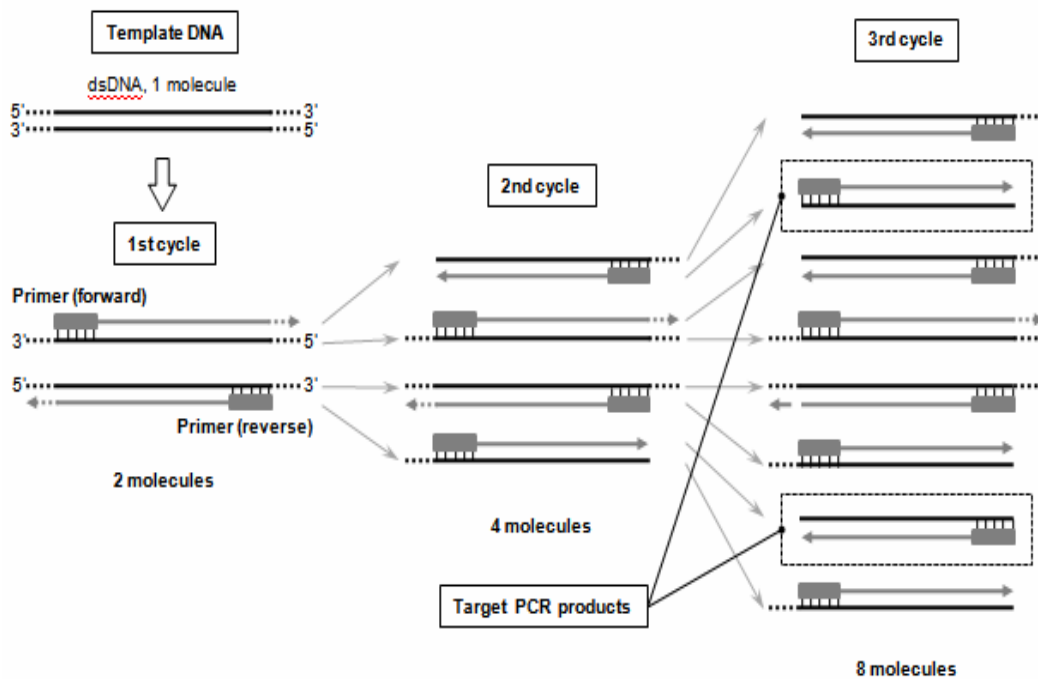 Template DNA
dsDNA, 1 molecule
5' 3'
3' 5'
1st cycle
Primer (forward)
3' 5'
5' 3'
Primer (reverse)
2 molecules
2nd cycle
4 molecules
Target PCR products
3rd cycle
8 molecules